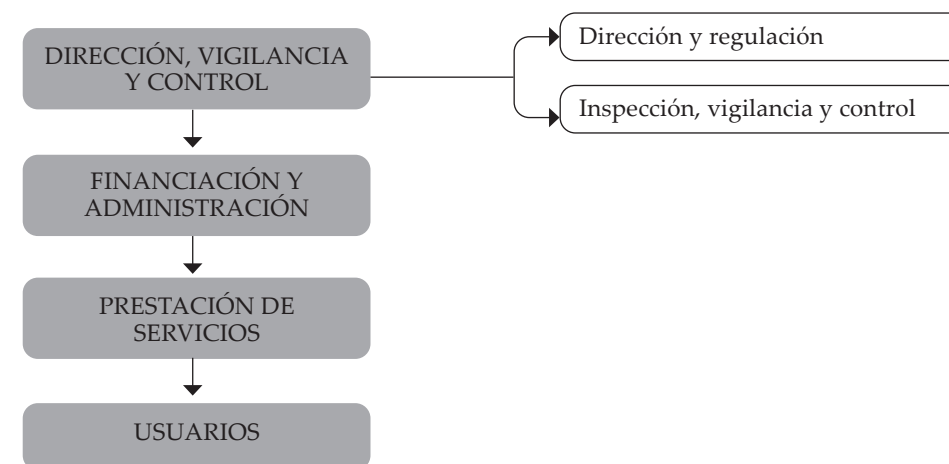 DIRECCIÓN, VIGILANCIA
Y CONTROL
Dirección y regulación
Inspección, vigilancia y control
FINANCIACIÓN Y
ADMINISTRACIÓN
PRESTACIÓN DE
SERVICIOS
USUARIOS